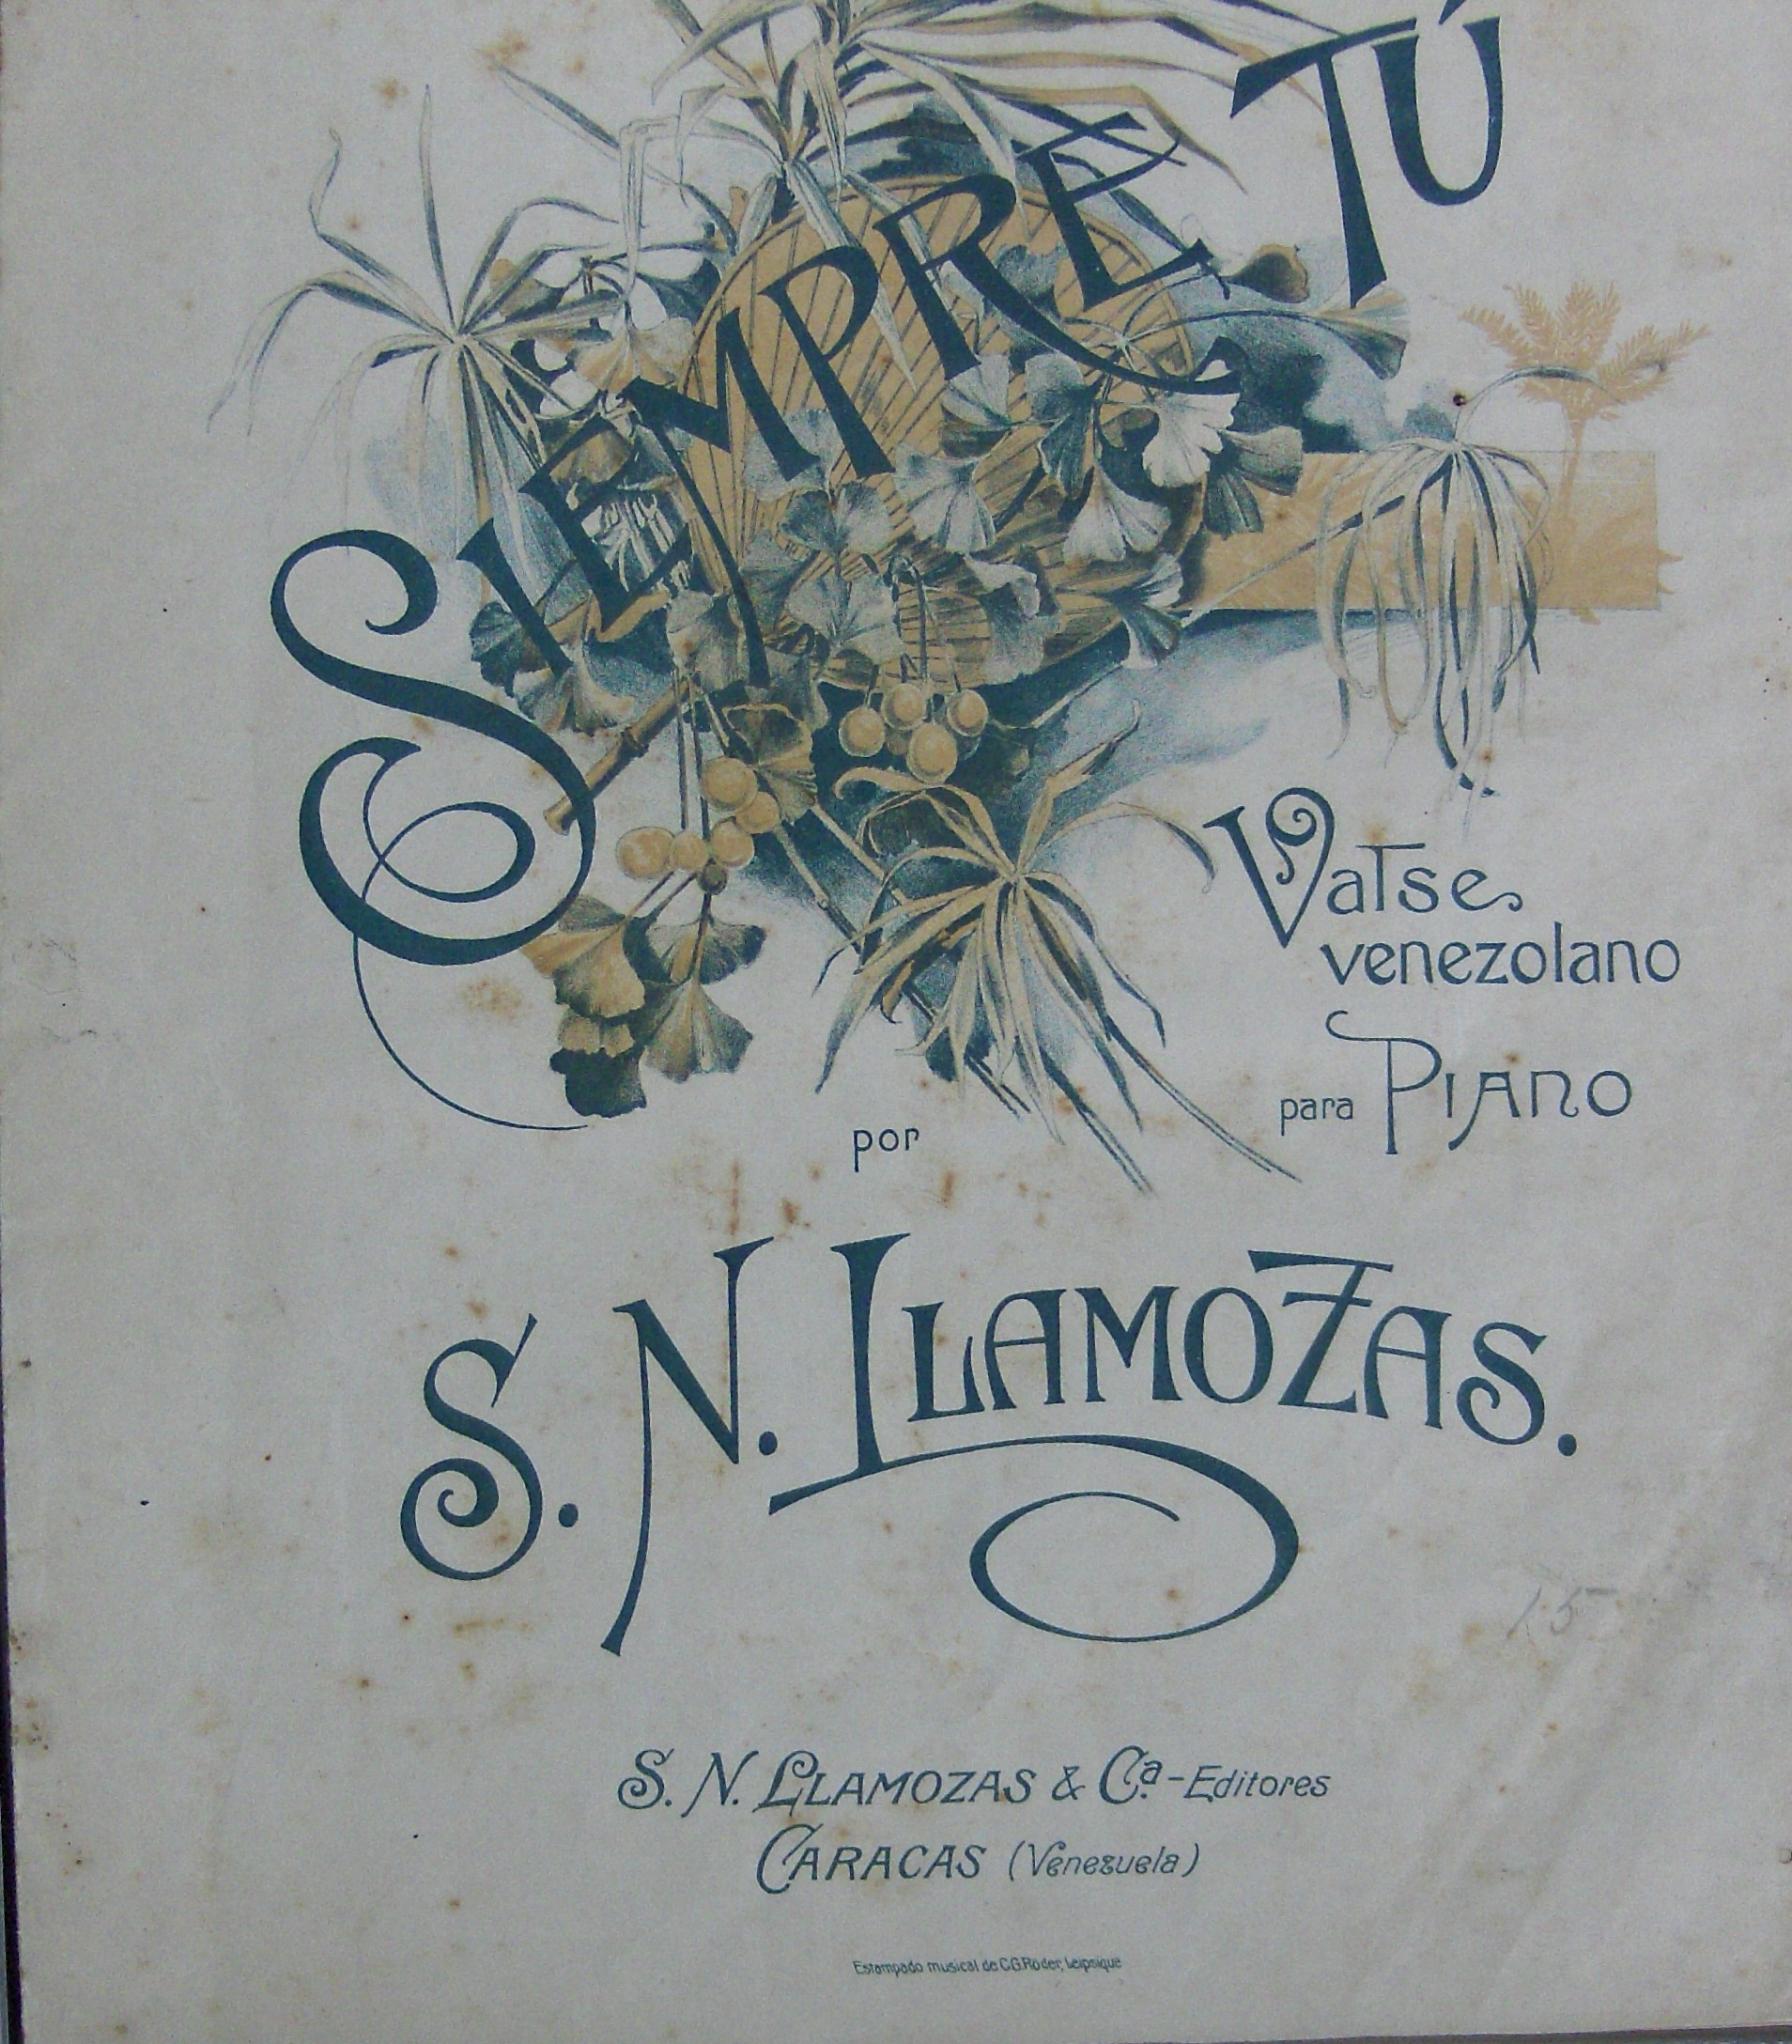 SIEMPRE TÚ
Valse
venezolano
para PIANO
por
S. N. LLAMOZAS.
15
S. N. LLAMOZAS & Cª - Editores
CARACAS (Venezuela)
Estampado musical de C.G. Röder, Leipsique